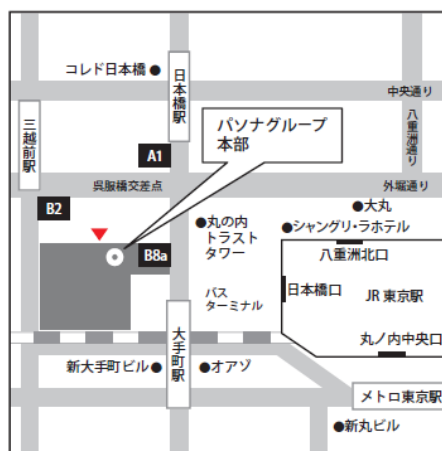 コレド日本橋
日本橋駅
中央通り
三越前駅
パソナグループ
本部
八重洲通り
A1
呉服橋交差点
外堀通り
B2
大丸
丸の内
トラスト
タワー
シャングリ・ラホテル
八重洲北口
B8a
日本橋口
JR 東京駅
バス
ターミナル
丸ノ内中央口
大手町駅
新大手町ビル
オアゾ
メトロ東京駅
新丸ビル